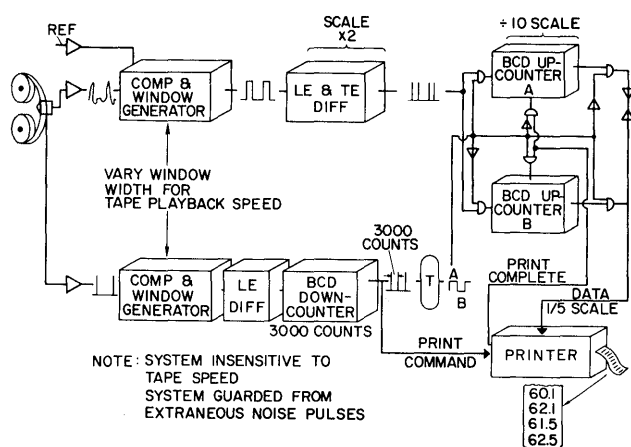 SCALE
X2
÷10 SCALE
REF
COMP &
WINDOW
GENERATOR
LE & TE
DIFF
BCD UP-
COUNTER
A
VARY WINDOW
WIDTH FOR
TAPE PLAYBACK SPEED
BCD UP-
COUNTER
B
3000
COUNTS
COMP &
WINDOW
GENERATOR
LE
DIFF
BCD
DOWN-
COUNTER
3000 COUNTS
T
A
B
PRINT
COMPLETE
DATA
1/5 SCALE
PRINT
COMMAND
PRINTER
NOTE: SYSTEM INSENSITIVE TO
TAPE SPEED
SYSTEM GUARDED FROM
EXTRANEOUS NOISE PULSES
60.1
62.1
61.5
62.5